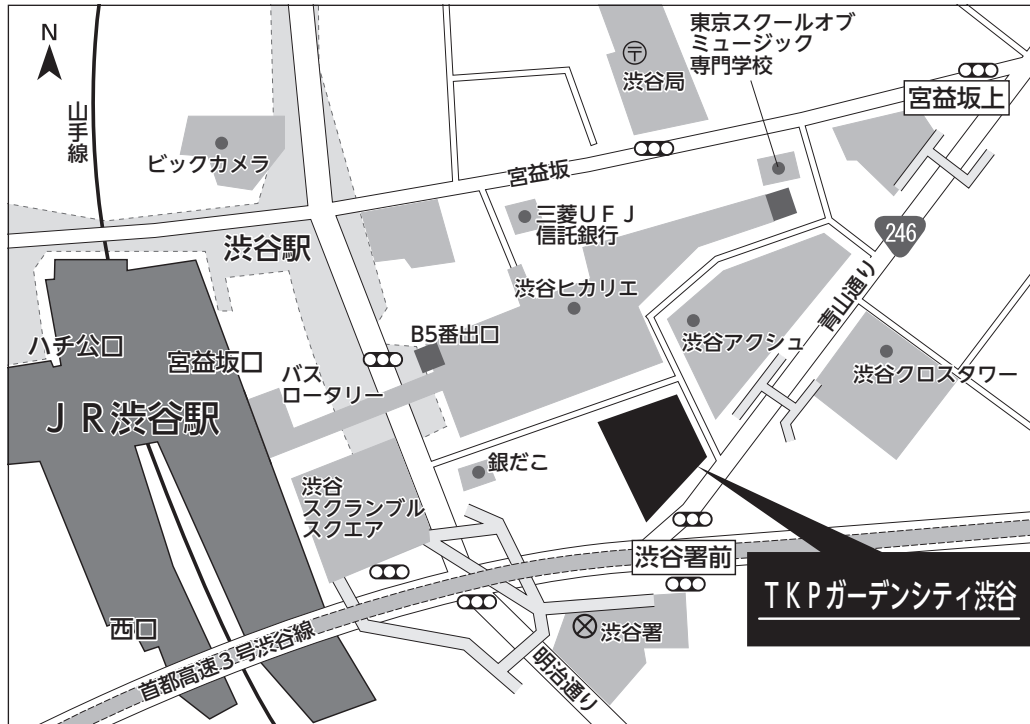 N
山手線
ビックカメラ
渋谷局
東京スクールオブ
ミュージック
専門学校
宮益坂上
宮益坂
三菱UFJ
信託銀行
246
渋谷駅
渋谷ヒカリエ
青山通り
B5番出口
渋谷アクシュ
渋谷クロスタワー
ハチ公口
宮益坂口
バス
ロータリー
JR渋谷駅
銀だこ
渋谷
スクランブル
スクエア
渋谷署前
TKPガーデンシティ渋谷
西口
渋谷署
首都高速3号渋谷線
明治通り